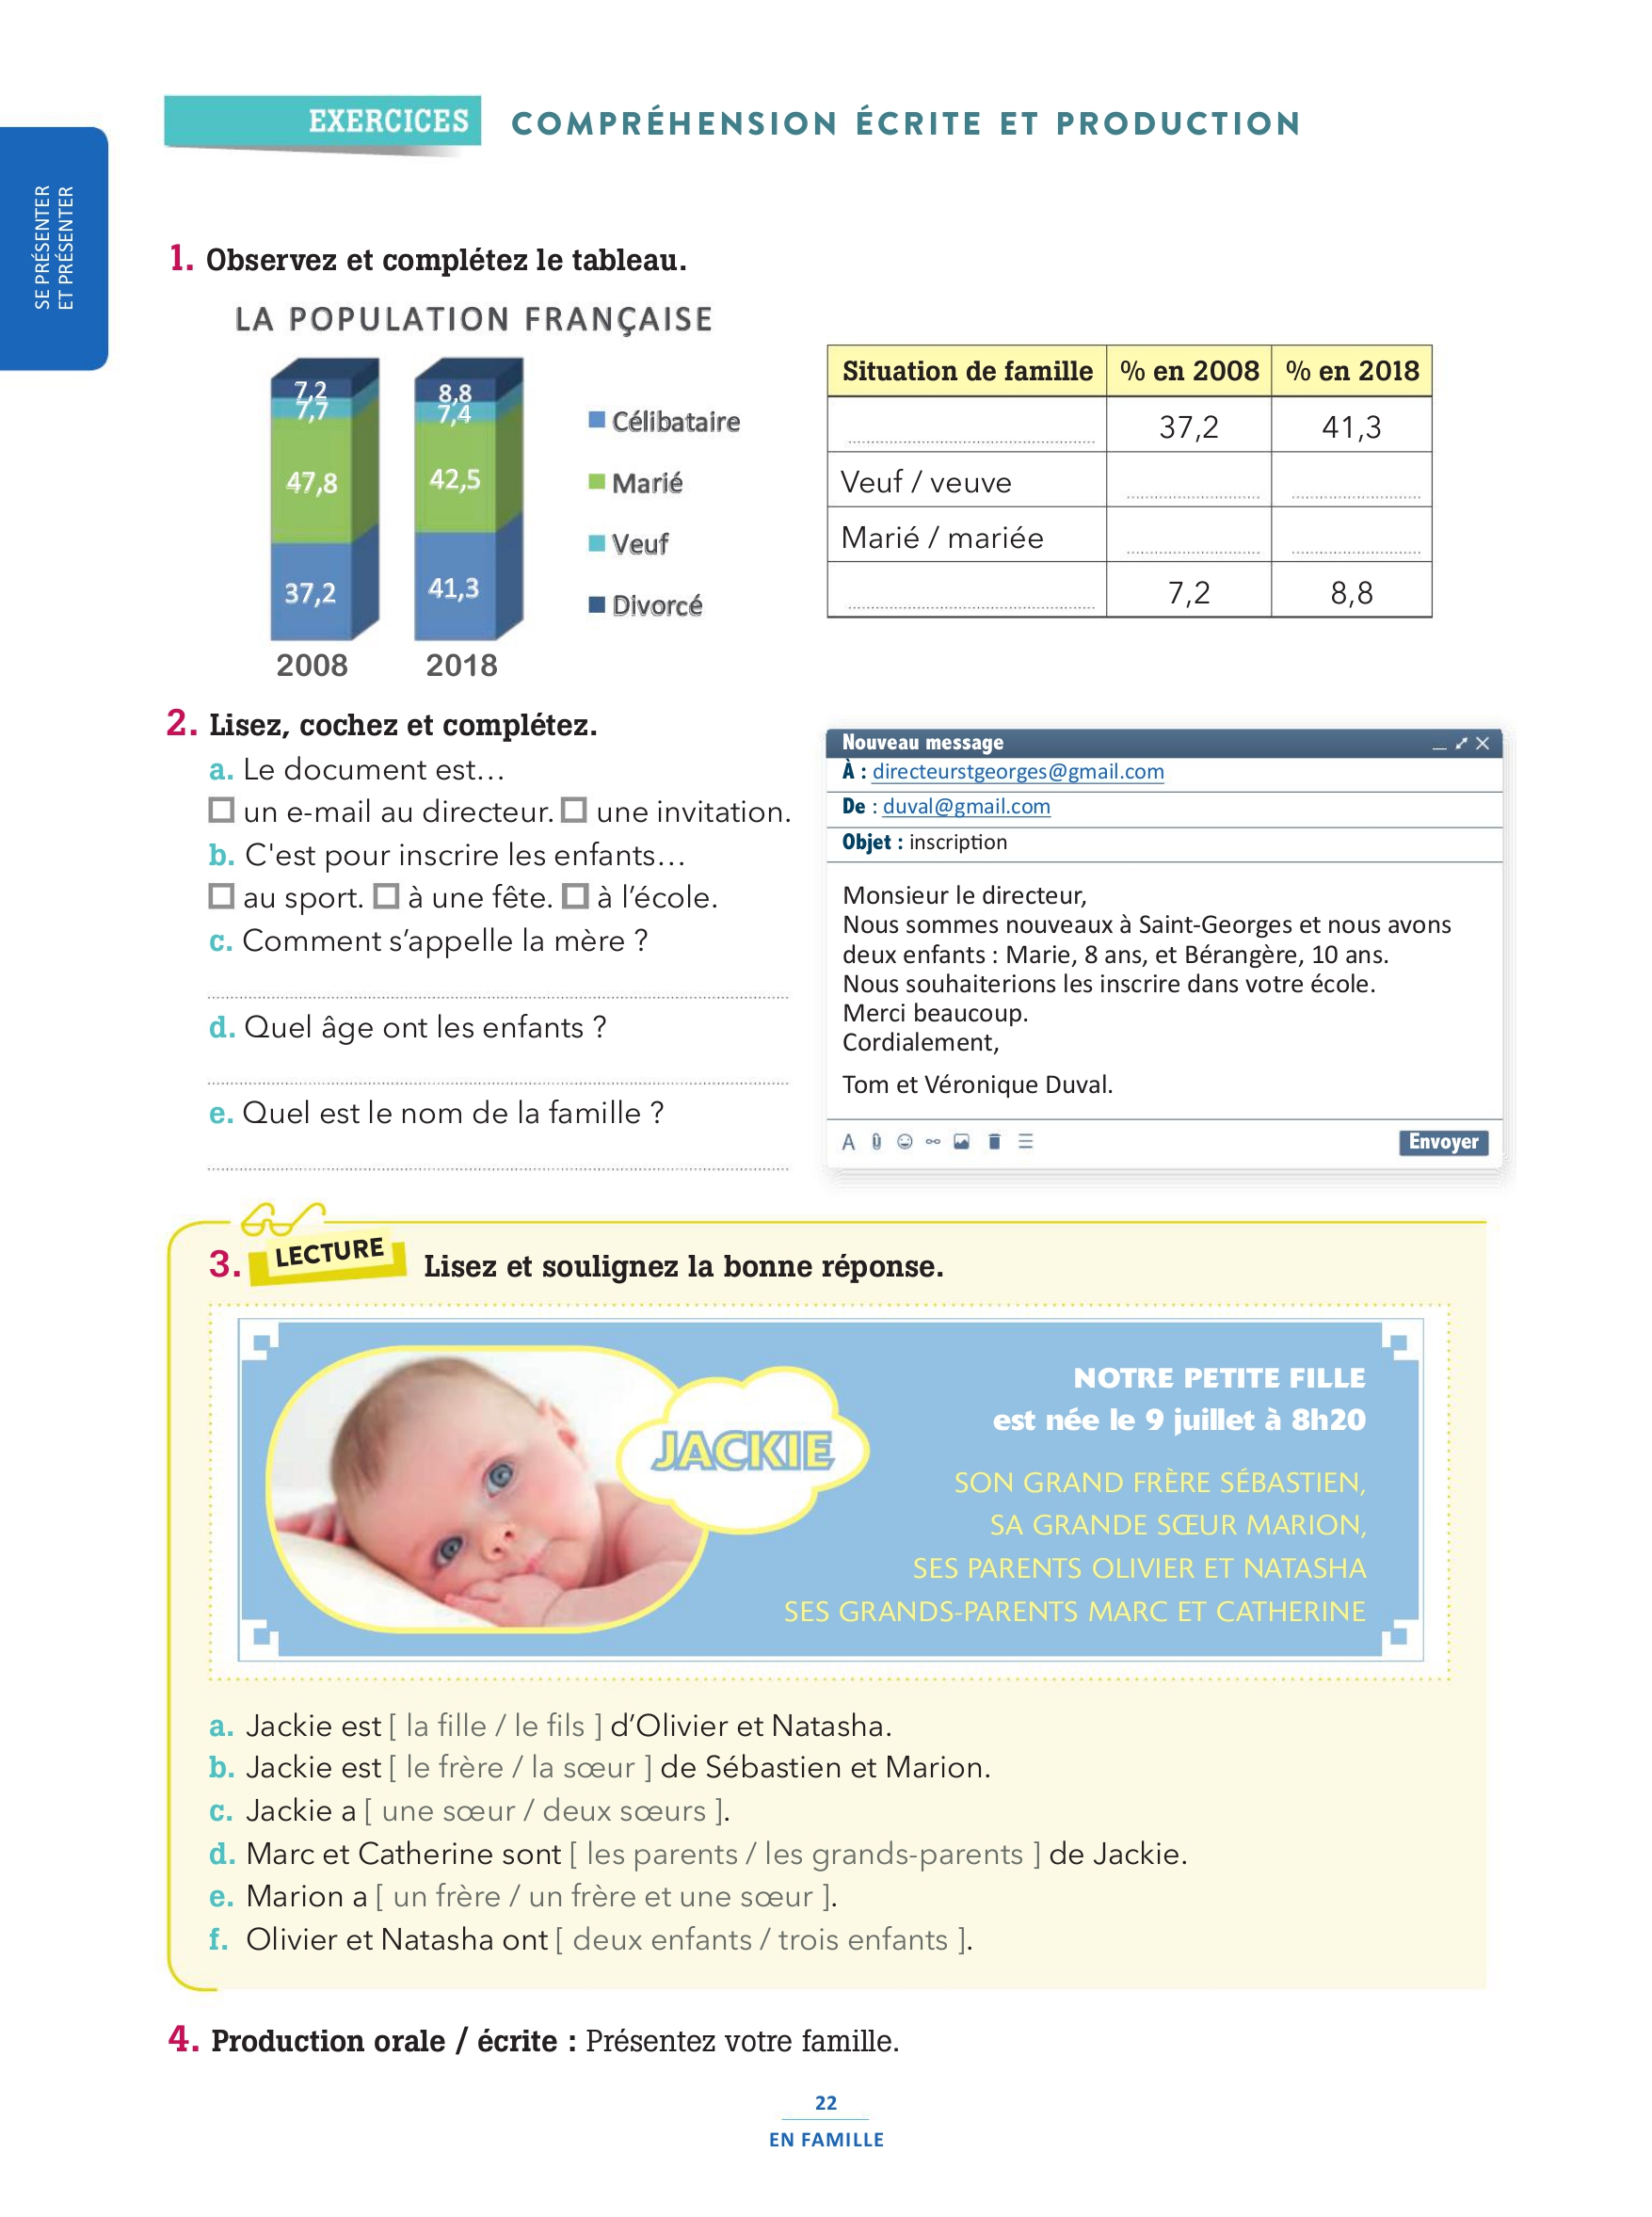 EXERCICES COMPRÉHENSION ÉCRITE ET PRODUCTION
SE PRÉSENTER
ET PRÉSENTER
1. Observez et complétez le tableau.
LA POPULATION FRANÇAISE
7,2
7,7
47,8
37,2
2008
8,8
7,4
42,5
41,3
2018
Célibataire
Marié
Veuf
Divorcé
Situation de famille % en 2008 % en 2018
37,2 41,3
Veuf / veuve
Marié / mariée
7,2 8,8
2. Lisez, cochez et complétez.
a. Le document est…
un e-mail au directeur. une invitation.
b. C'est pour inscrire les enfants…
au sport. à une fête. à l’école.
c. Comment s’appelle la mère ?
d. Quel âge ont les enfants ?
e. Quel est le nom de la famille ?
Nouveau message
À : directeurstgeorges@gmail.com
De : duval@gmail.com
Objet : inscription
Monsieur le directeur,
Nous sommes nouveaux à Saint-Georges et nous avons
deux enfants : Marie, 8 ans, et Bérangère, 10 ans.
Nous souhaiterions les inscrire dans votre école.
Merci beaucoup.
Cordialement,
Tom et Véronique Duval.
Envoyer
3. LECTURE Lisez et soulignez la bonne réponse.
JACKIE
NOTRE PETITE FILLE
est née le 9 juillet à 8h20
SON GRAND FRÈRE SÉBASTIEN,
SA GRANDE SŒUR MARION,
SES PARENTS OLIVIER ET NATASHA
SES GRANDS-PARENTS MARC ET CATHERINE
a. Jackie est [ la fille / le fils ] d’Olivier et Natasha.
b. Jackie est [ le frère / la sœur ] de Sébastien et Marion.
c. Jackie a [ une sœur / deux sœurs ].
d. Marc et Catherine sont [ les parents / les grands-parents ] de Jackie.
e. Marion a [ un frère / un frère et une sœur ].
f. Olivier et Natasha ont [ deux enfants / trois enfants ].
4. Production orale / écrite : Présentez votre famille.
22
EN FAMILLE